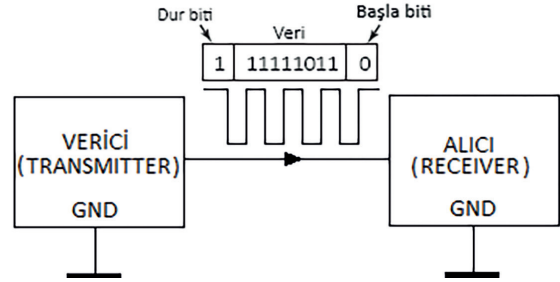 Dur biti
Veri
Başla biti
1 11111011 0
VERİCİ
(TRANSMITTER)
GND
ALICI
(RECEIVER)
GND